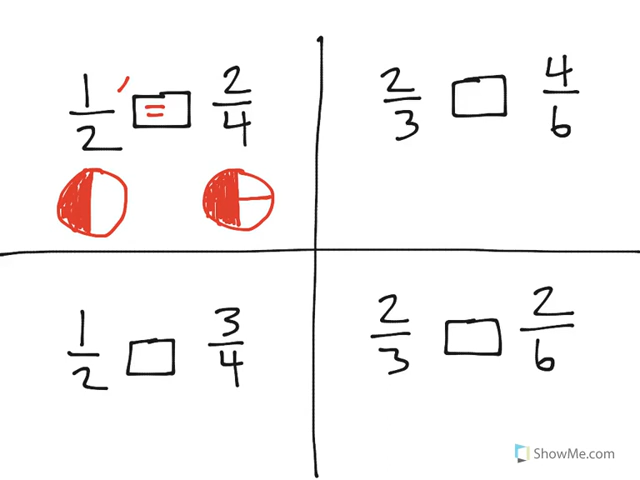 1/2 = 2/4
2/3 □ 4/6
1/2 □ 3/4
2/3 □ 2/6
ShowMe.com